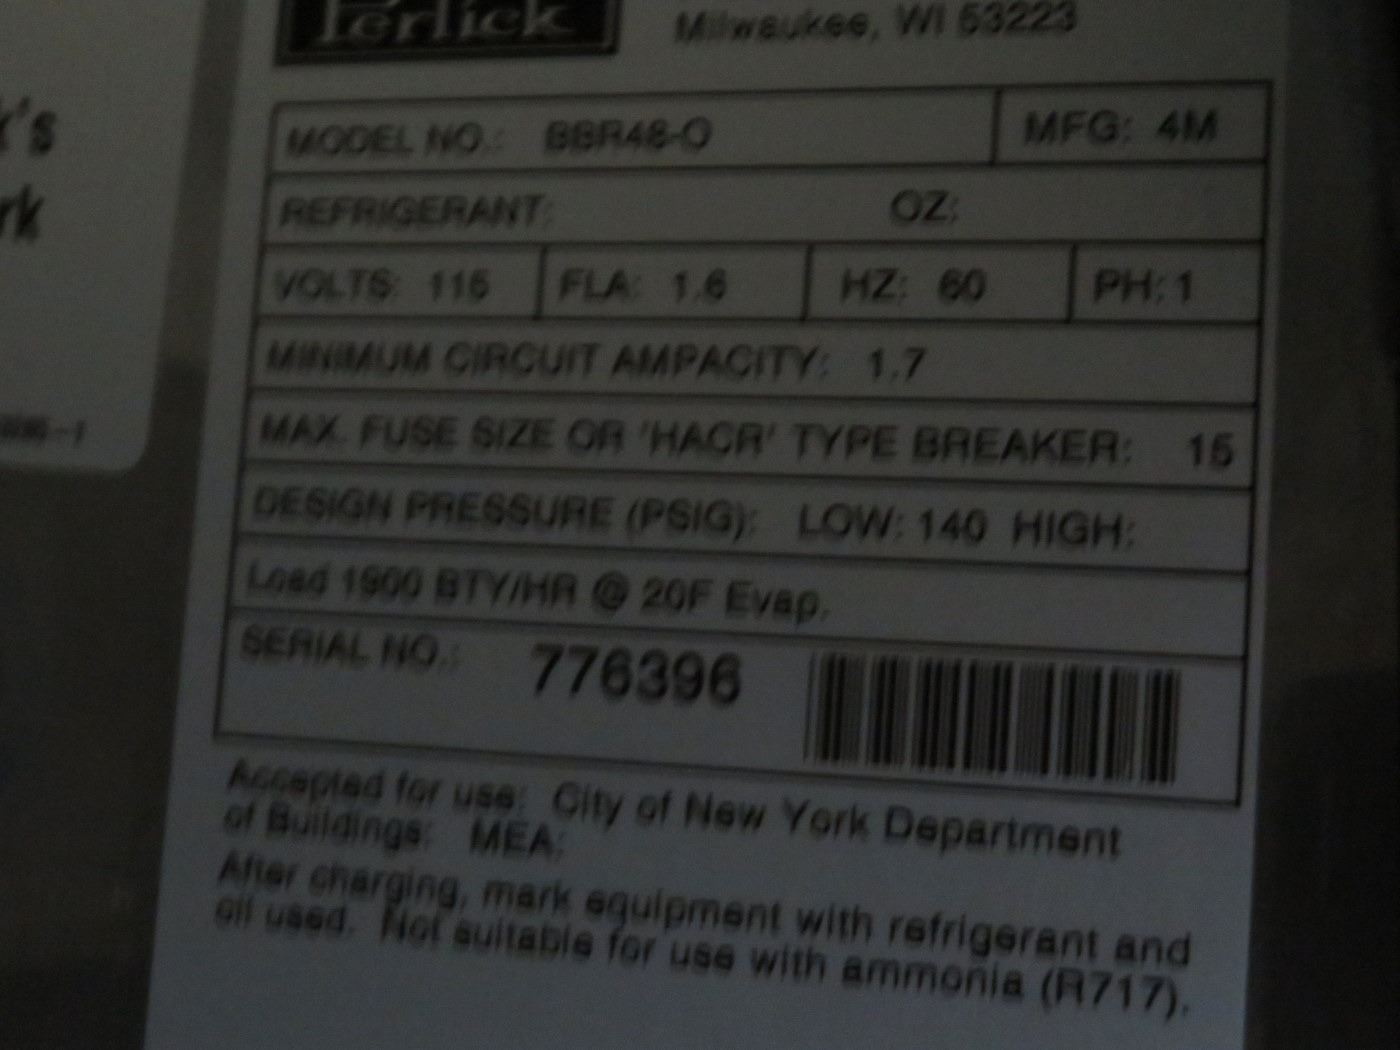 Perlick
Milwaukee, WI 53223
MODEL NO.: BBR48-O MFG: 4M
REFRIGERANT: OZ:
VOLTS: 115 FLA: 1.6 HZ: 60 PH: 1
MINIMUM CIRCUIT AMPACITY: 1.7
MAX. FUSE SIZE OR 'HACR' TYPE BREAKER: 15
DESIGN PRESSURE (PSIG): LOW: 140 HIGH:
Load 1900 BTY/HR @ 20F Evap.
SERIAL NO.: 776396
Accepted for use: City of New York Department
of Buildings: MEA:
After charging, mark equipment with refrigerant and
oil used. Not suitable for use with ammonia (R717).
's
rk